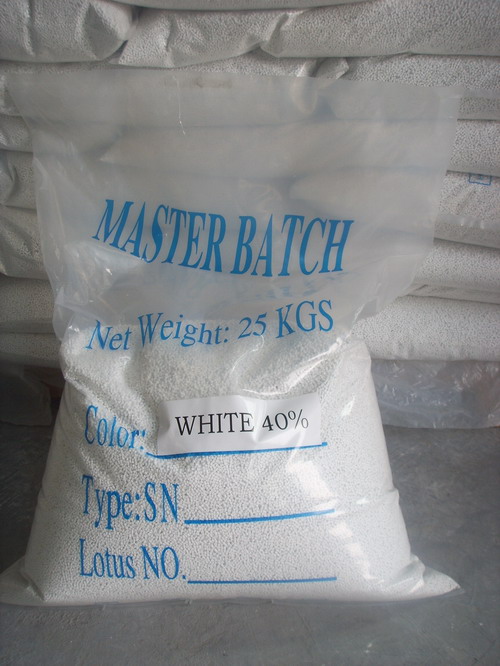 MASTER BATCH
Net Weight: 25 KGS
Color: WHITE 40%
Type:SN
Lotus NO.